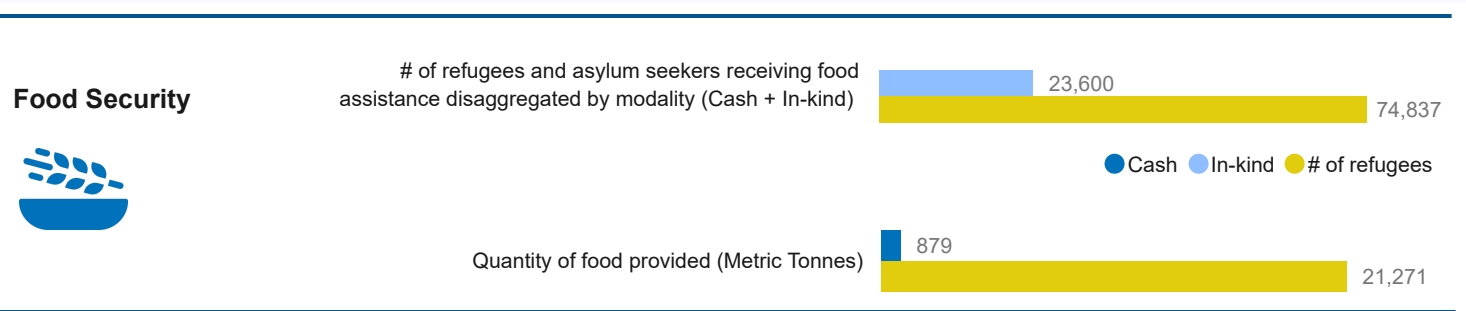 Food Security
# of refugees and asylum seekers receiving food
assistance disaggregated by modality (Cash + In-kind)
23,600
74,837
Cash In-kind # of refugees
Quantity of food provided (Metric Tonnes)
879
21,271